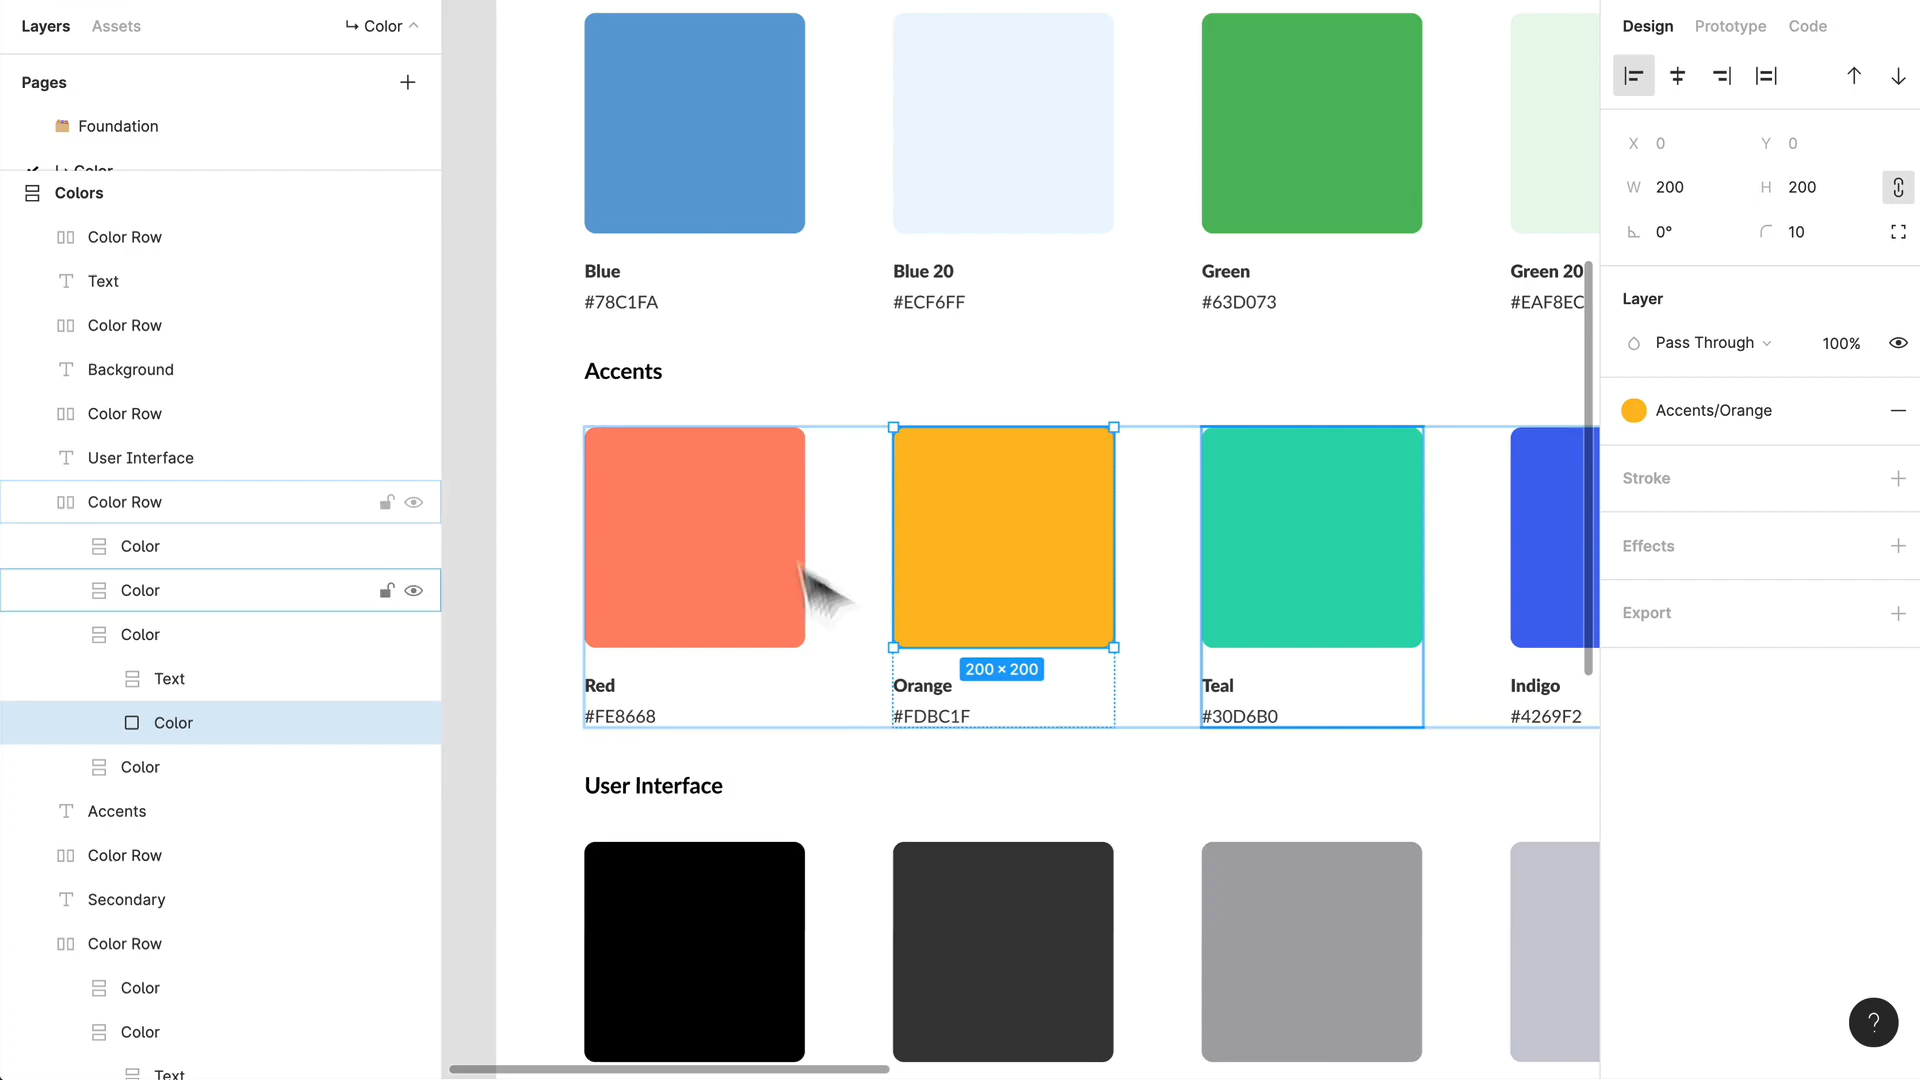 Layers Assets Color
Pages
Foundation
Color
Colors
Color Row
Text
Color Row
Background
Color Row
User Interface
Color Row
Color
Color
Color
Text
Color
Color
Accents
Color Row
Secondary
Color Row
Color
Color
Text
Blue
#78C1FA
Blue 20
#ECF6FF
Green
#63D073
Green 20
#EAF8EC
Accents
200 × 200
Red
#FE8668
Orange
#FDBC1F
Teal
#30D6B0
Indigo
#4269F2
User Interface
Design Prototype Code
X 0 Y 0
W 200 H 200
0° 10
Layer
Pass Through 100%
Accents/Orange
Stroke
Effects
Export
?